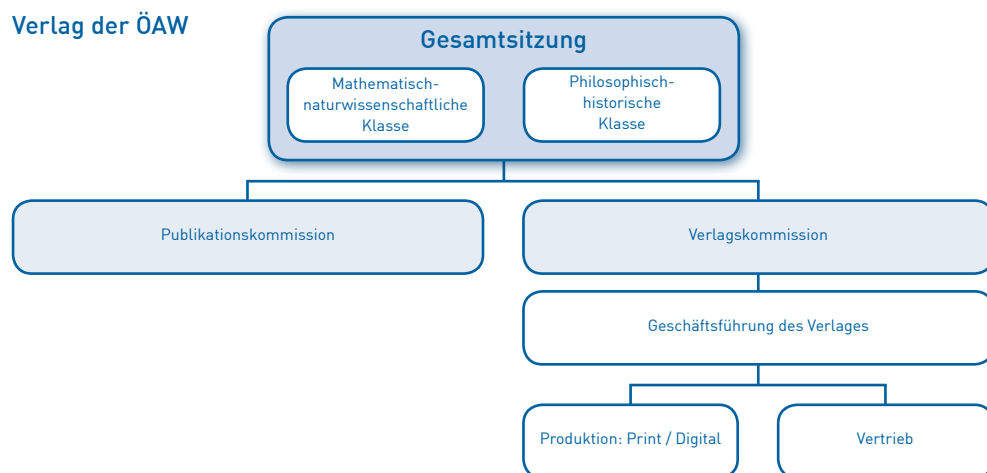 Verlag der ÖAW
Gesamtsitzung
Mathematisch-
naturwissenschaftliche
Klasse
Philosophisch-
historische
Klasse
Publikationskommission
Verlagskommission
Geschäftsführung des Verlages
Produktion: Print / Digital
Vertrieb